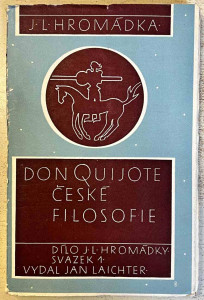 J·L·HROMÁDKA·
DON QUIJOTE
ČESKÉ
FILOSOFIE
DÍLO J·L·HROMÁDKY·
SVAZEK 1·
VYDAL JAN LAICHTER·